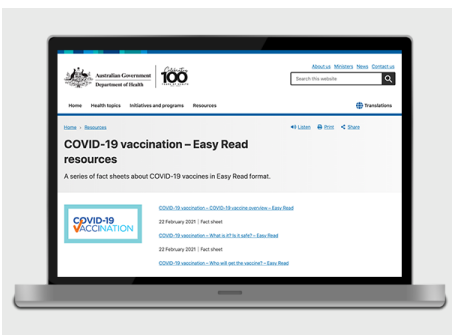 About us Ministers News Contact us
Australian Government
Department of Health
100
Search this website
Home Health topics Initiatives and programs Resources Translations
Home > Resources Listen Print Share
COVID-19 vaccination – Easy Read
resources
A series of fact sheets about COVID-19 vaccines in Easy Read format.
COVID-19
VACCINATION
COVID-19 vaccination – COVID-19 vaccine overview – Easy Read
22 February 2021 | Fact sheet
COVID-19 vaccination – What is it? Is it safe? – Easy Read
22 February 2021 | Fact sheet
COVID-19 vaccination – Who will get the vaccine? – Easy Read